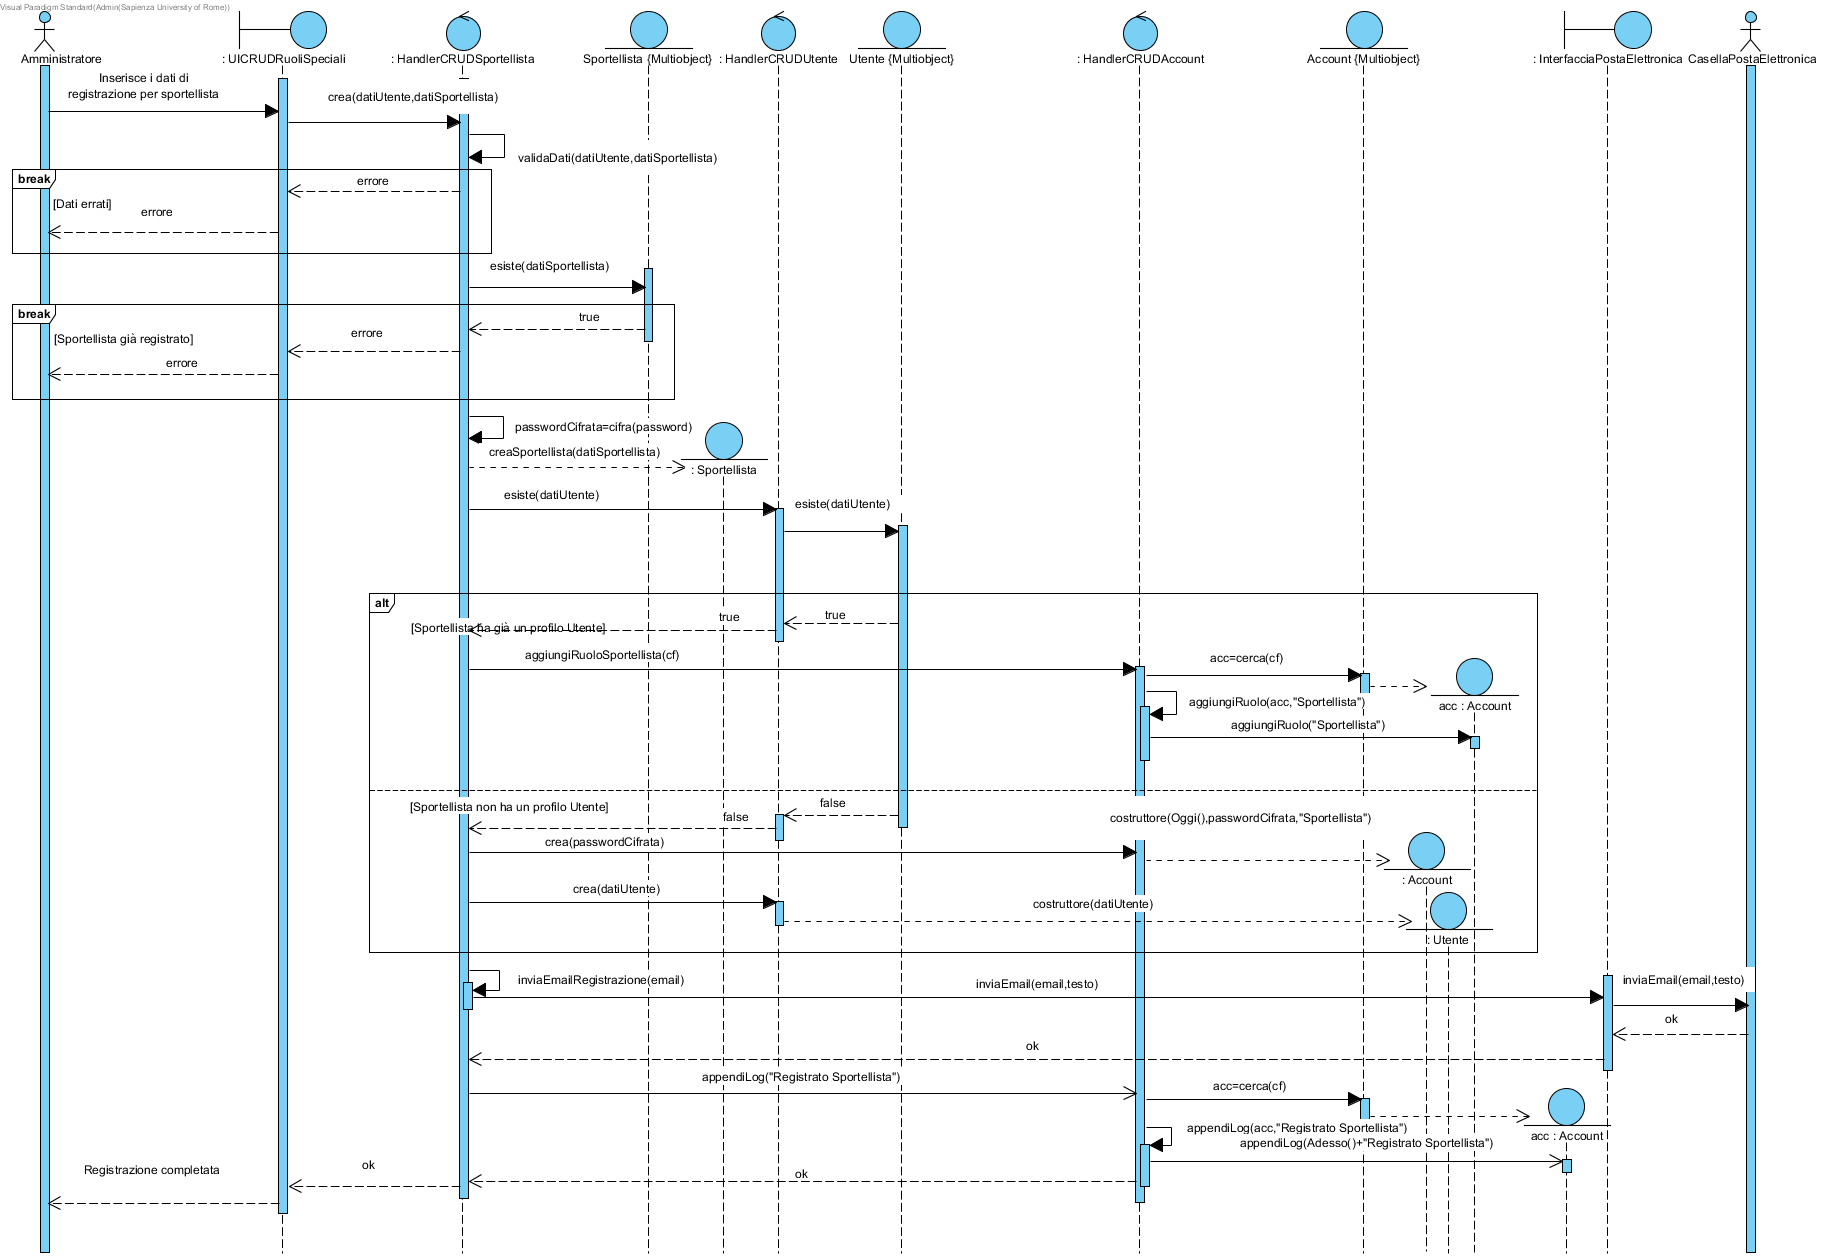 Visual Paradigm Standard(Admin(Sapienza University of Rome))
Amministratore
: UICRUDRuoliSpeciali
: HandlerCRUDSportellista
Sportellista {Multiobject}
: HandlerCRUDUtente
Utente {Multiobject}
: HandlerCRUDAccount
Account {Multiobject}
: InterfacciaPostaElettronica
CasellaPostaElettronica
Inserisce i dati di
registrazione per sportellista
crea(datiUtente,datiSportellista)
validaDati(datiUtente,datiSportellista)
break
errore
[Dati errati]
errore
esiste(datiSportellista)
break
true
[Sportellista già registrato]
errore
errore
passwordCifrata=cifra(password)
creaSportellista(datiSportellista)
: Sportellista
esiste(datiUtente)
esiste(datiUtente)
alt
true
true
[Sportellista ha già un profilo Utente]
aggiungiRuoloSportellista(cf)
acc=cerca(cf)
aggiungiRuolo(acc,"Sportellista")
acc : Account
aggiungiRuolo("Sportellista")
[Sportellista non ha un profilo Utente]
false
false
costruttore(Oggi(),passwordCifrata,"Sportellista")
crea(passwordCifrata)
: Account
crea(datiUtente)
costruttore(datiUtente)
: Utente
inviaEmailRegistrazione(email)
inviaEmail(email,testo)
inviaEmail(email,testo)
ok
ok
appendiLog("Registrato Sportellista")
acc=cerca(cf)
appendiLog(acc,"Registrato Sportellista")
acc : Account
appendiLog(Adesso()+"Registrato Sportellista")
ok
ok
Registrazione completata